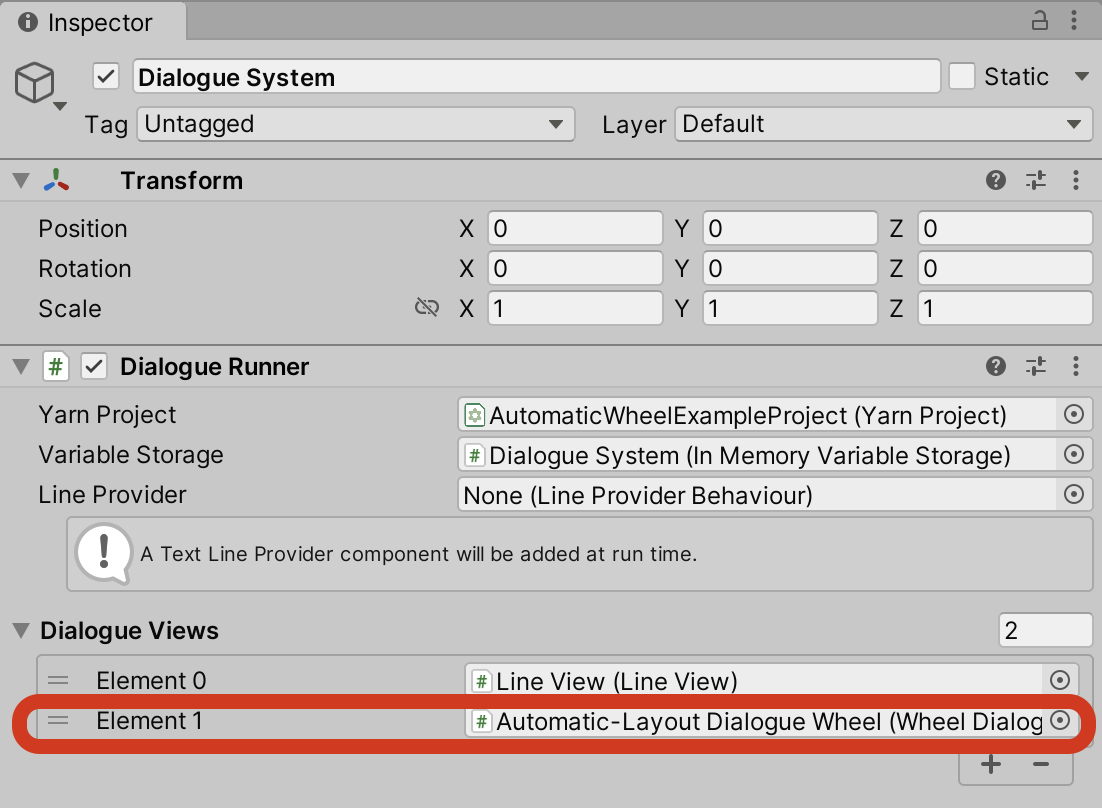 Inspector
Dialogue System
Static
Tag Untagged Layer Default
Transform
Position X 0 Y 0 Z 0
Rotation X 0 Y 0 Z 0
Scale X 1 Y 1 Z 1
# Dialogue Runner
Yarn Project AutomaticWheelExampleProject (Yarn Project)
Variable Storage # Dialogue System (In Memory Variable Storage)
Line Provider None (Line Provider Behaviour)
! A Text Line Provider component will be added at run time.
Dialogue Views 2
Element 0 # Line View (Line View)
Element 1 # Automatic-Layout Dialogue Wheel (Wheel Dialog
+ −